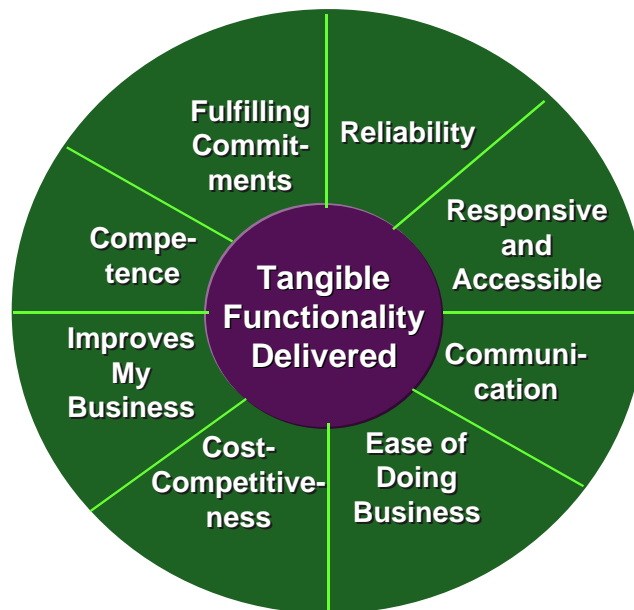 Fulfilling
Commit-
ments
Reliability
Responsive
and
Accessible
Communi-
cation
Ease of
Doing
Business
Cost-
Competitive-
ness
Improves
My
Business
Compe-
tence
Tangible
Functionality
Delivered